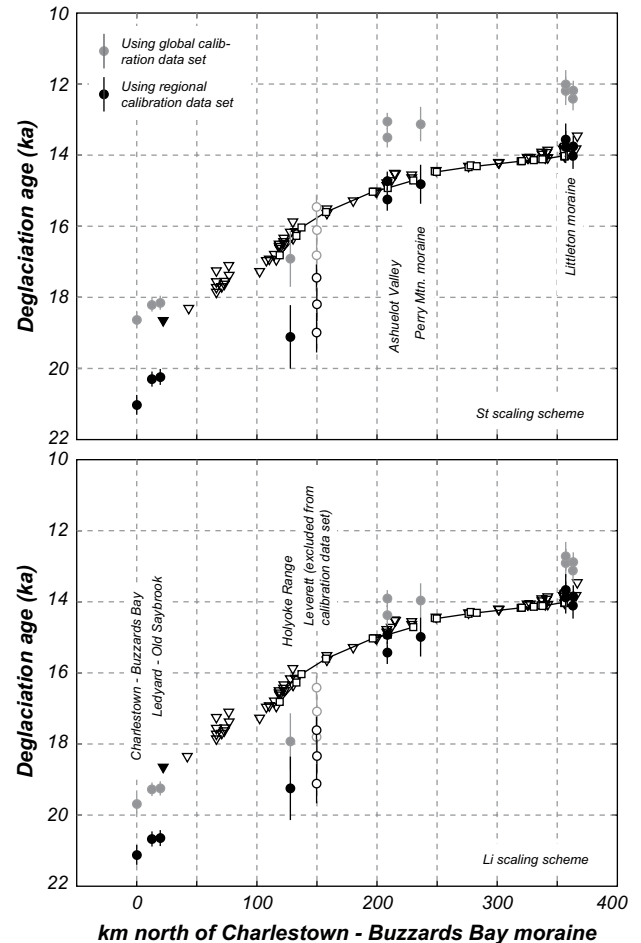 10
12
14
16
18
20
22
Deglaciation age (ka)
Using global calib-
ration data set
Using regional
calibration data set
Ashuelot Valley
Perry Mtn. moraine
Littleton moraine
St scaling scheme
10
12
14
16
18
20
22
Deglaciation age (ka)
Charlestown - Buzzards Bay
Ledyard - Old Saybrook
Holyoke Range
Leverett (excluded from
calibration data set)
Li scaling scheme
0 100 200 300 400
km north of Charlestown - Buzzards Bay moraine